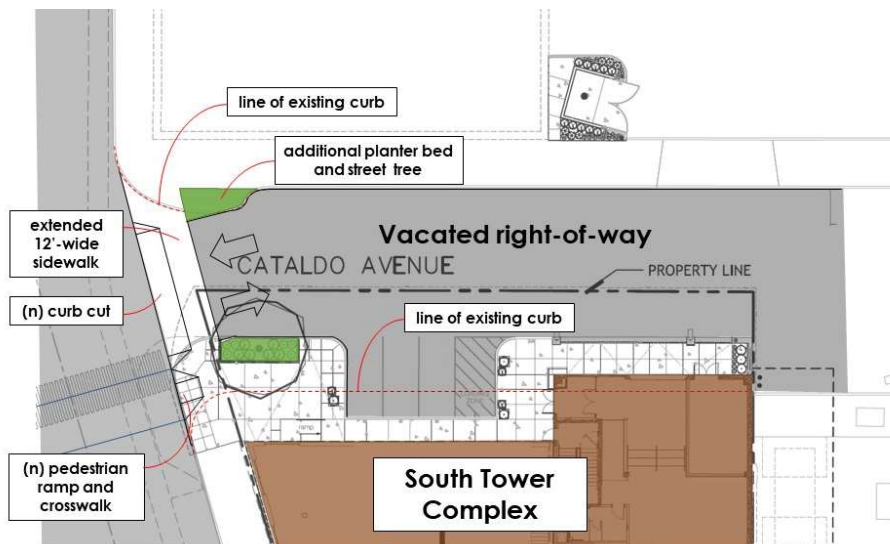 line of existing curb
additional planter bed
and street tree
extended
12'-wide
sidewalk
Vacated right-of-way
CATALDO AVENUE
PROPERTY LINE
(n) curb cut
line of existing curb
ZONE
ramp
(n) pedestrian
ramp and
crosswalk
South Tower
Complex